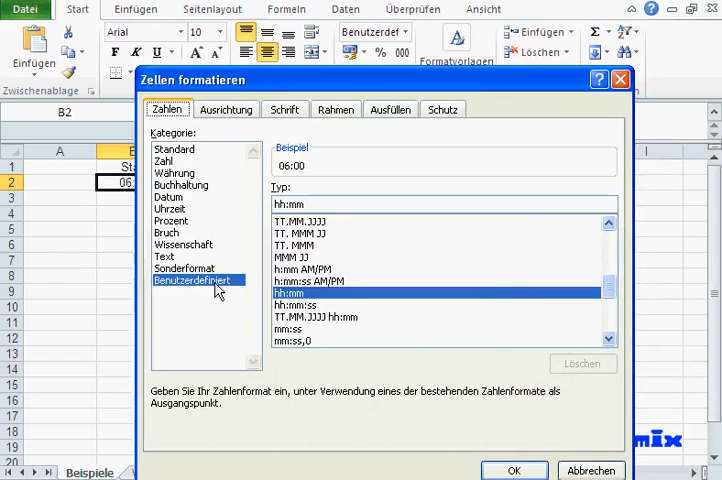 Datei Start Einfügen Seitenlayout Formeln Daten Überprüfen Ansicht
Arial 10 Benutzerdef Einfügen
F K U % 000 Löschen
Einfügen Formatvorlagen
Zwischenablage
B2
Zellen formatieren
Zahlen Ausrichtung Schrift Rahmen Ausfüllen Schutz
Kategorie:
Standard
Zahl
Währung
Buchhaltung
Datum
Uhrzeit
Prozent
Bruch
Wissenschaft
Text
Sonderformat
Benutzerdefiniert
Beispiel
06:00
Typ:
hh:mm
TT.MM.JJJJ
TT. MMM JJ
TT. MMM
MMM JJ
h:mm AM/PM
h:mm:ss AM/PM
hh:mm
hh:mm:ss
TT.MM.JJJJ hh:mm
mm:ss
mm:ss,0
Löschen
Geben Sie Ihr Zahlenformat ein, unter Verwendung eines der bestehenden Zahlenformate als
Ausgangspunkt.
OK Abbrechen
A I
1
2 06:
3
4
5
6
7
8
9
10
11
12
13
14
15
16
17
18
19
20
mix
Beispiele